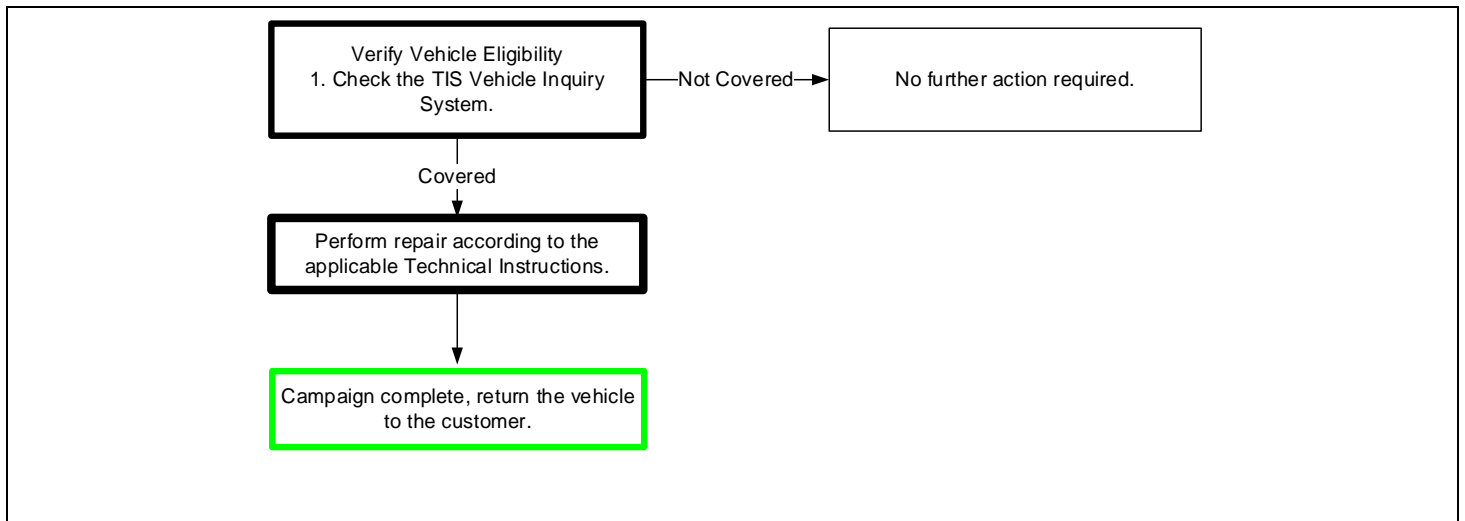 Verify Vehicle Eligibility
1. Check the TIS Vehicle Inquiry
System.
Not Covered
No further action required.
Covered
Perform repair according to the
applicable Technical Instructions.
Campaign complete, return the vehicle
to the customer.